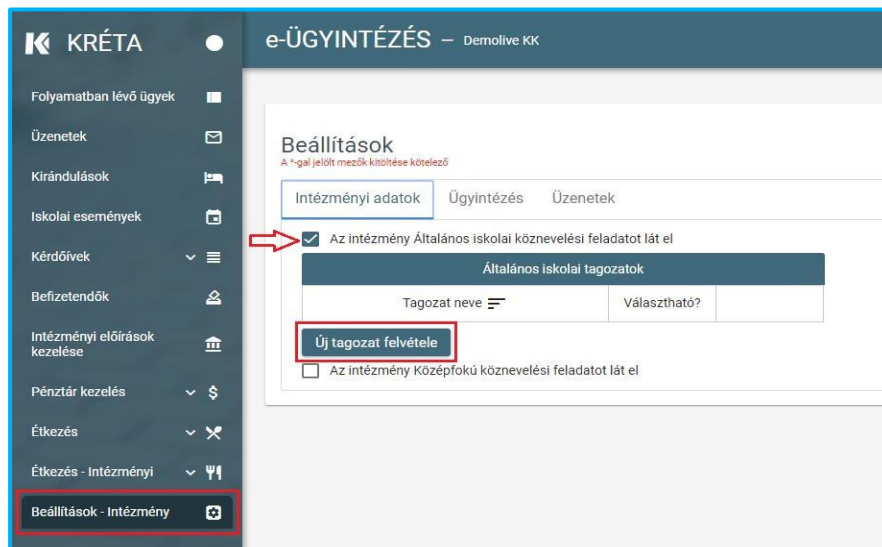 KRÉTA
e-ÜGYINTÉZÉS – Demolive KK
Folyamatban lévő ügyek
Üzenetek
Kirándulások
Iskolai események
Kérdőívek
Befizetendők
Intézményi előírások
kezelése
Pénztár kezelés
Étkezés
Étkezés - Intézményi
Beállítások - Intézmény
Beállítások
A *-gal jelölt mezők kitöltése kötelező
Intézményi adatok Ügyintézés Üzenetek
Az intézmény Általános iskolai köznevelési feladatot lát el
Általános iskolai tagozatok
Tagozat neve Választható?
Új tagozat felvétele
Az intézmény Középfokú köznevelési feladatot lát el